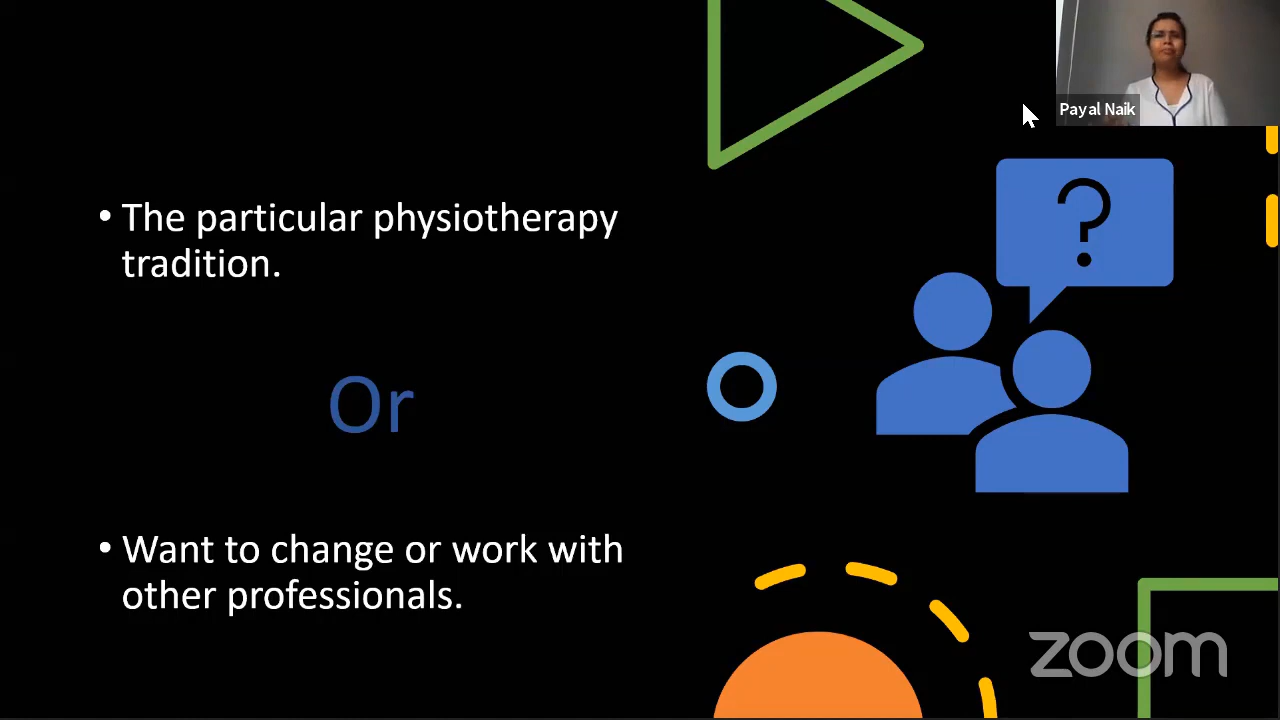 Payal Naik
?
• The particular physiotherapy
tradition.
Or
• Want to change or work with
other professionals.
zoom